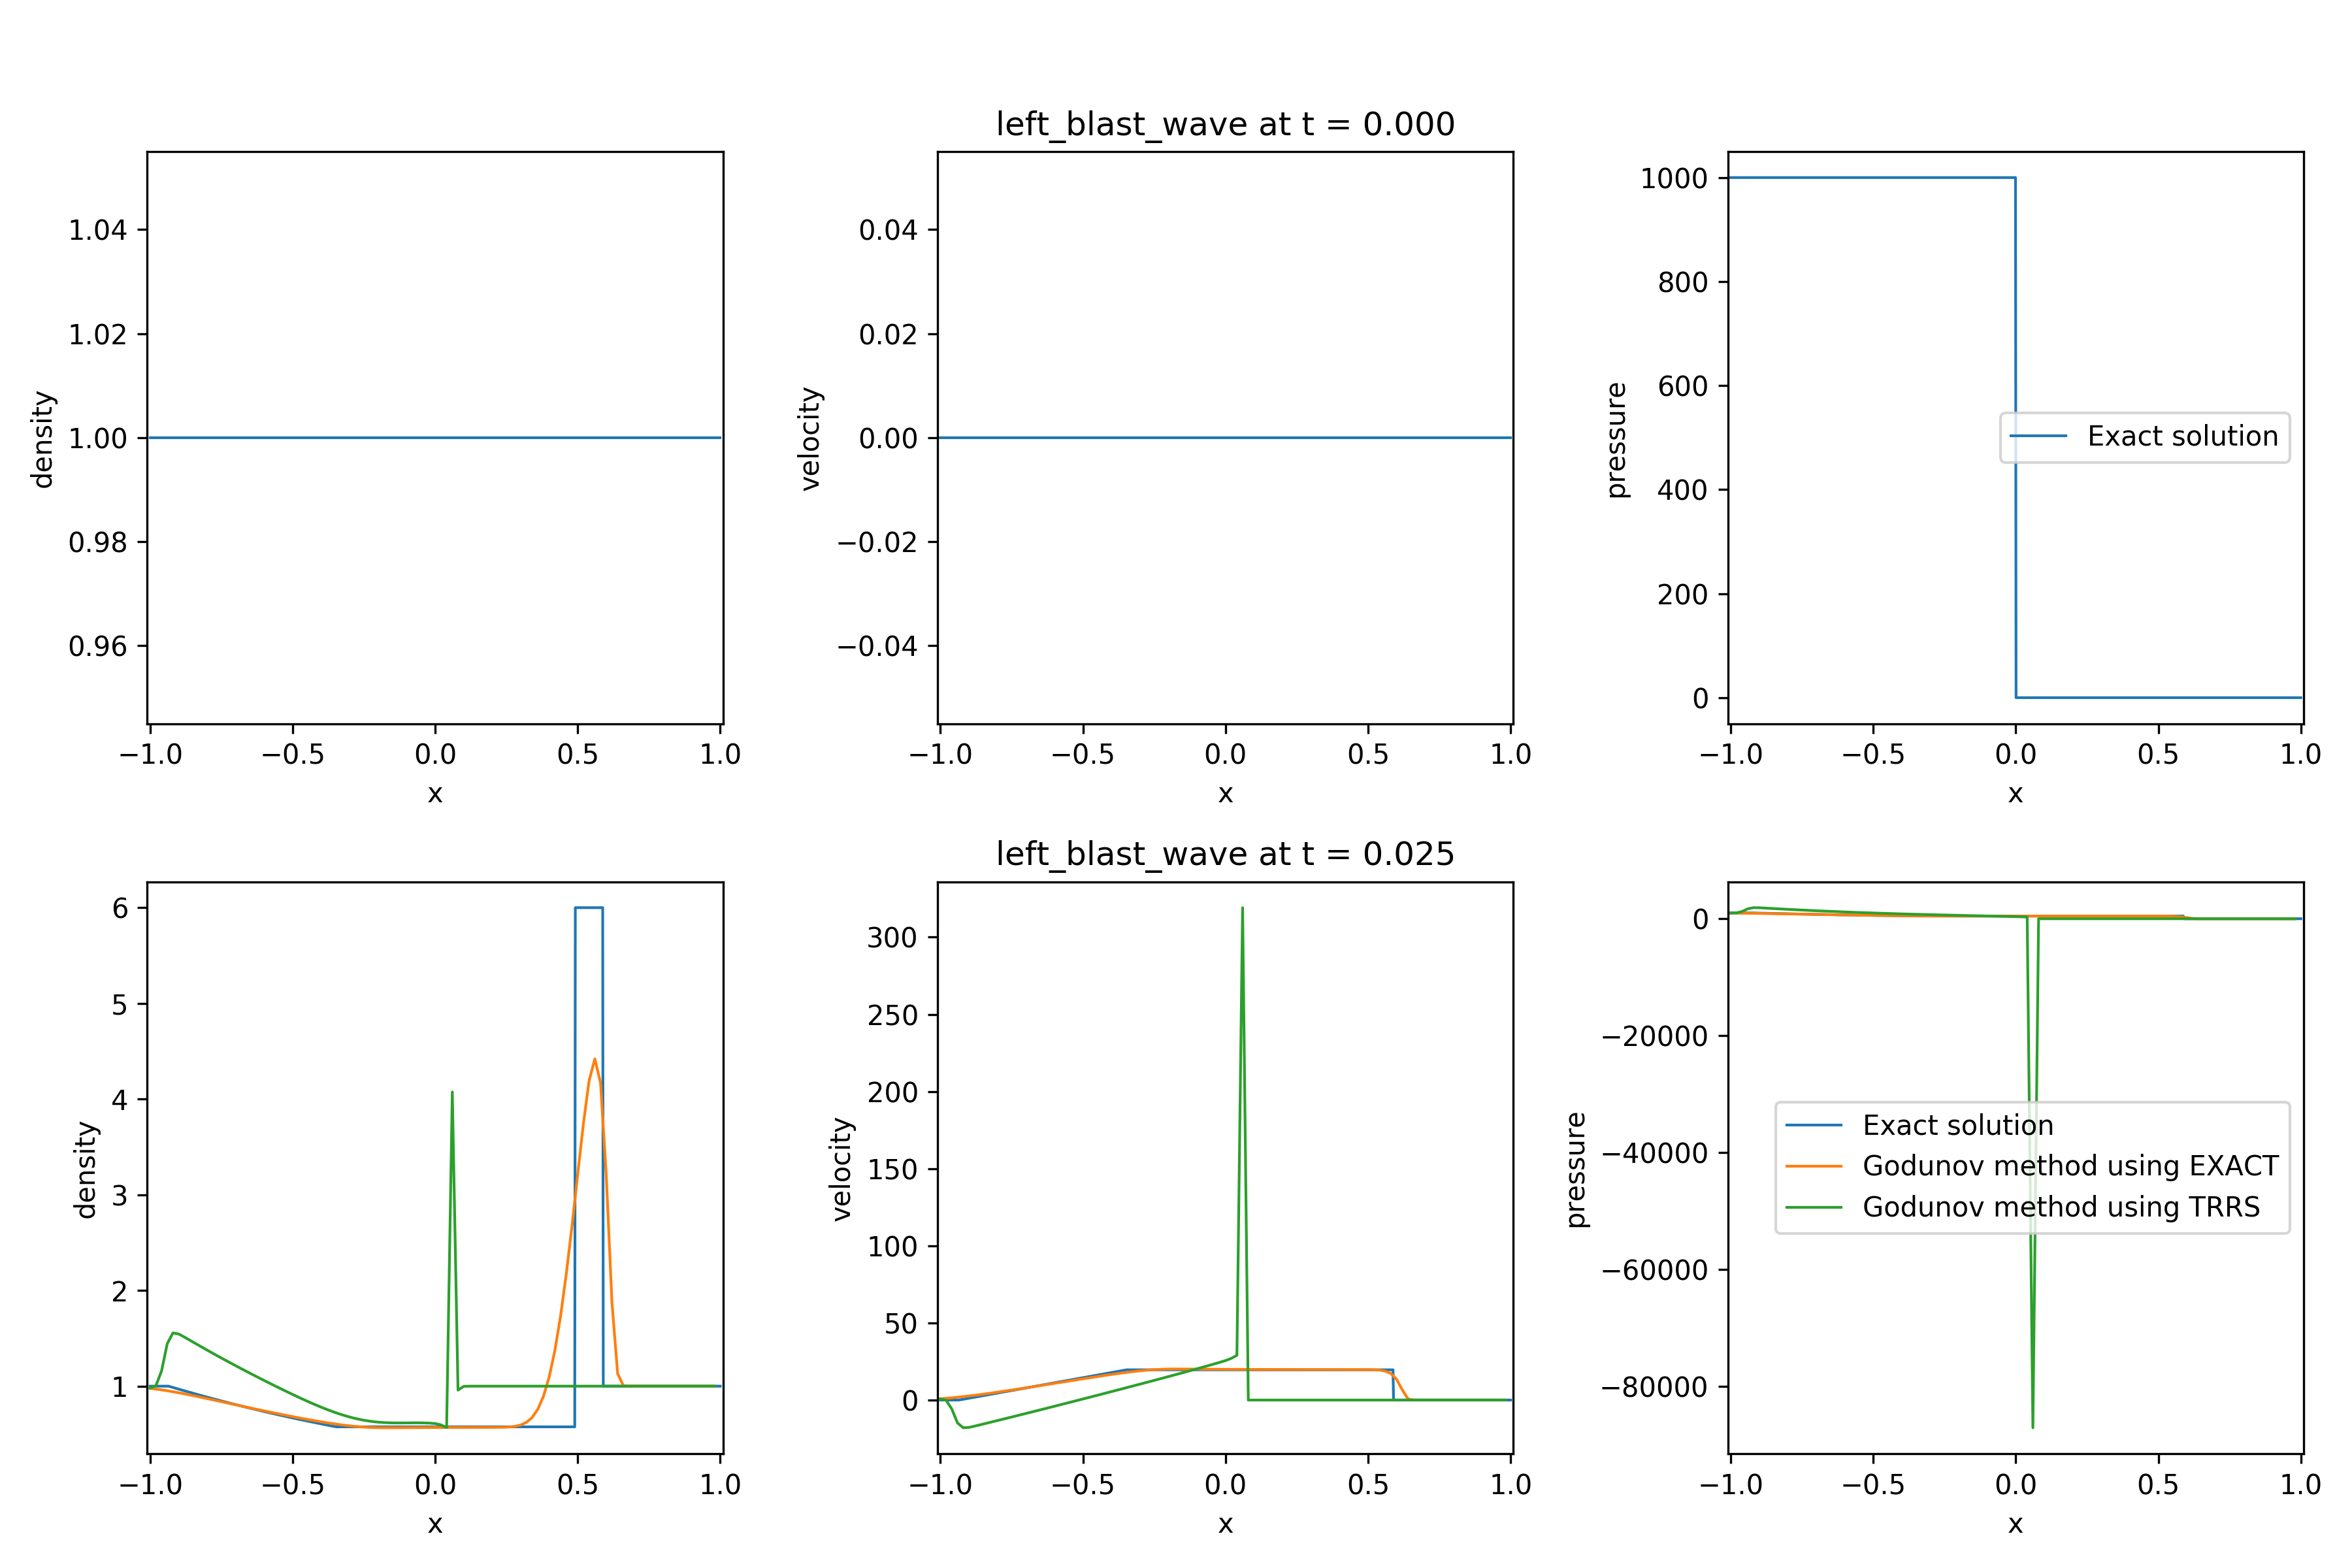 left_blast_wave at t = 0.000
density
1.04
1.02
1.00
0.98
0.96
−1.0 −0.5 0.0 0.5 1.0
x
velocity
0.04
0.02
0.00
−0.02
−0.04
−1.0 −0.5 0.0 0.5 1.0
x
pressure
1000
800
600
400
200
0
Exact solution
−1.0 −0.5 0.0 0.5 1.0
x
left_blast_wave at t = 0.025
density
6
5
4
3
2
1
−1.0 −0.5 0.0 0.5 1.0
x
velocity
300
250
200
150
100
50
0
−1.0 −0.5 0.0 0.5 1.0
x
pressure
0
−20000
−40000
−60000
−80000
Exact solution
Godunov method using EXACT
Godunov method using TRRS
−1.0 −0.5 0.0 0.5 1.0
x